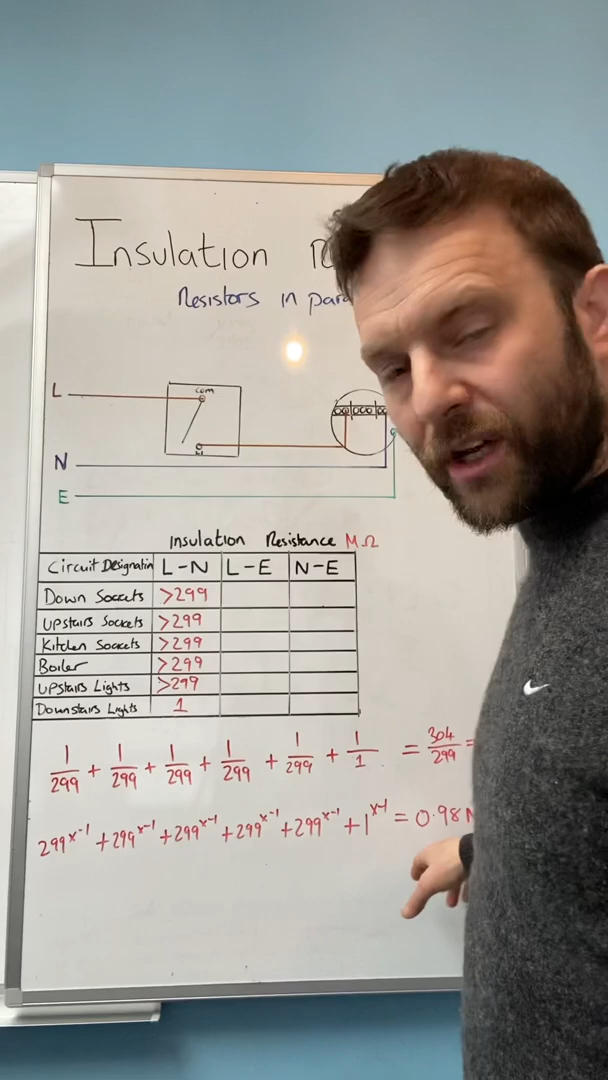 Insulation
Resistors in para
L
com
L1
N
E
Insulation Resistance MΩ
Circuit Designation L-N L-E N-E
Down Sockets >299
Upstairs Sockets >299
Kitchen Sockets >299
Boiler >299
Upstairs Lights >299
Downstairs Lights 1
1/299 + 1/299 + 1/299 + 1/299 + 1/299 + 1/1 = 304/299 =
299ˣ⁻¹ + 299ˣ⁻¹ + 299ˣ⁻¹ + 299ˣ⁻¹ + 299ˣ⁻¹ + 1ˣ⁻¹ = 0.98